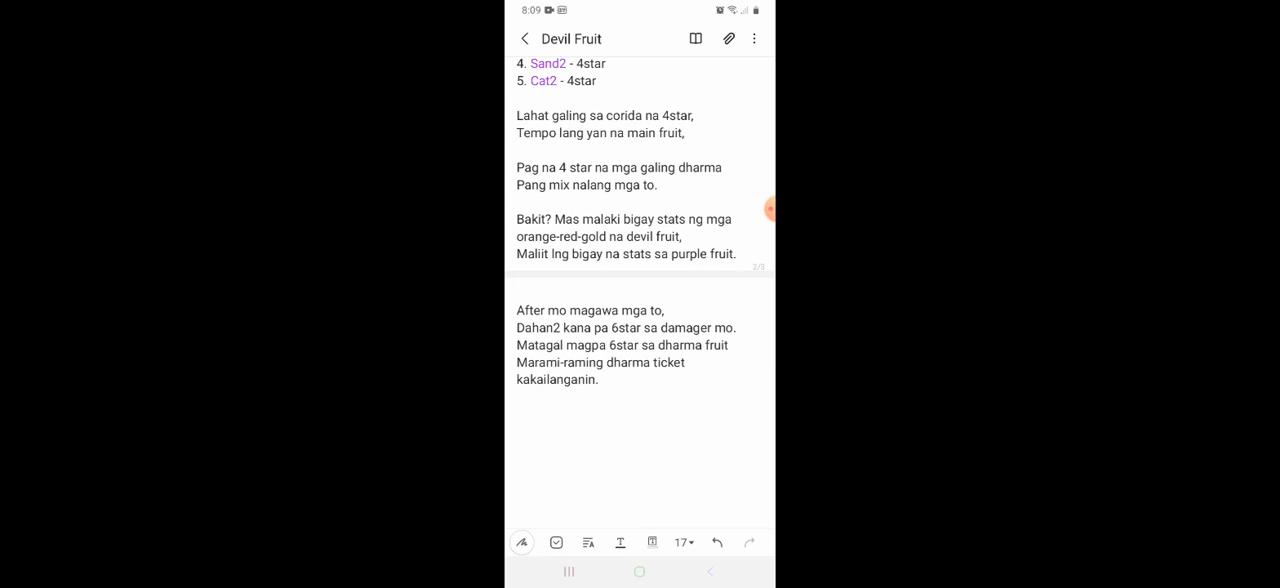 8:09
Devil Fruit
4. Sand2 - 4star
5. Cat2 - 4star
Lahat galing sa corida na 4star,
Tempo lang yan na main fruit,
Pag na 4 star na mga galing dharma
Pang mix nalang mga to.
Bakit? Mas malaki bigay stats ng mga
orange-red-gold na devil fruit,
Maliit lng bigay na stats sa purple fruit.
2/3
After mo magawa mga to,
Dahan2 kana pa 6star sa damager mo.
Matagal magpa 6star sa dharma fruit
Marami-raming dharma ticket
kakailanganin.
17